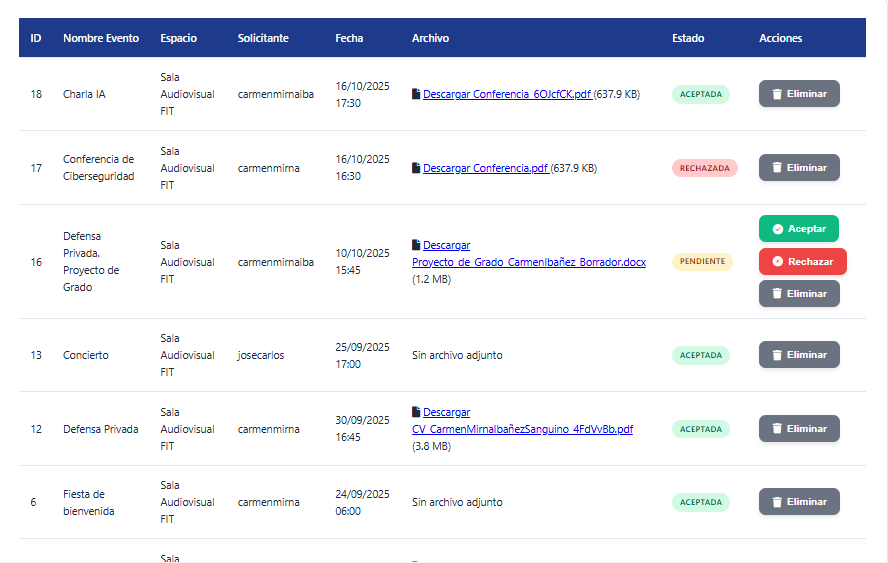 ID Nombre Evento Espacio Solicitante Fecha Archivo Estado Acciones
18 Charla IA Sala Audiovisual FIT carmenmirnaiba 16/10/2025 17:30 Descargar Conferencia_6OJcfCK.pdf (637.9 KB) ACEPTADA Eliminar
17 Conferencia de Ciberseguridad Sala Audiovisual FIT carmenmirna 16/10/2025 16:30 Descargar Conferencia.pdf (637.9 KB) RECHAZADA Eliminar
16 Defensa Privada. Proyecto de Grado Sala Audiovisual FIT carmenmirnaiba 10/10/2025 15:45 Descargar Proyecto_de_Grado_CarmenIbañez_Borrador.docx (1.2 MB) PENDIENTE Aceptar Rechazar Eliminar
13 Concierto Sala Audiovisual FIT josecarlos 25/09/2025 17:00 Sin archivo adjunto ACEPTADA Eliminar
12 Defensa Privada Sala Audiovisual FIT carmenmirna 30/09/2025 16:45 Descargar CV_CarmenMirnaIbañezSanguino_4FdVvBb.pdf (3.8 MB) ACEPTADA Eliminar
6 Fiesta de bienvenida Sala Audiovisual FIT carmenmirna 24/09/2025 06:00 Sin archivo adjunto ACEPTADA Eliminar
Sala